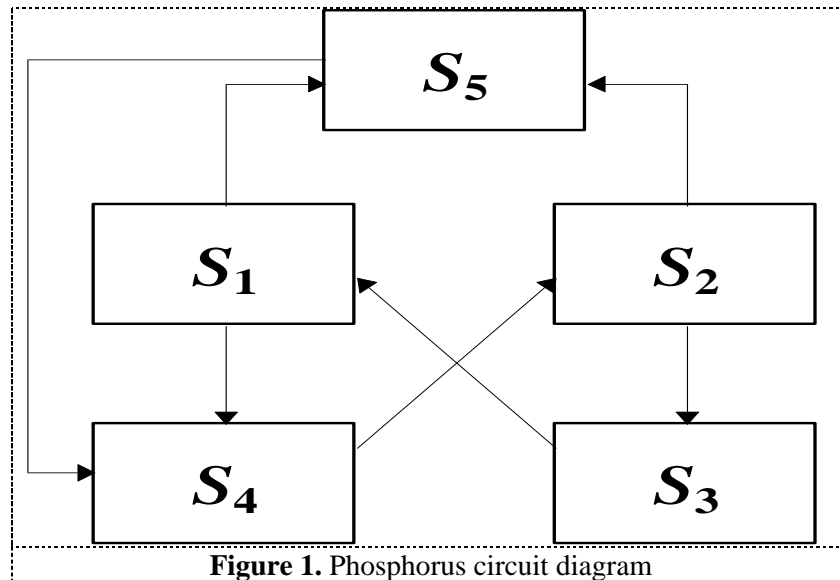 S₅
S₁
S₂
S₄
S₃
Figure 1. Phosphorus circuit diagram